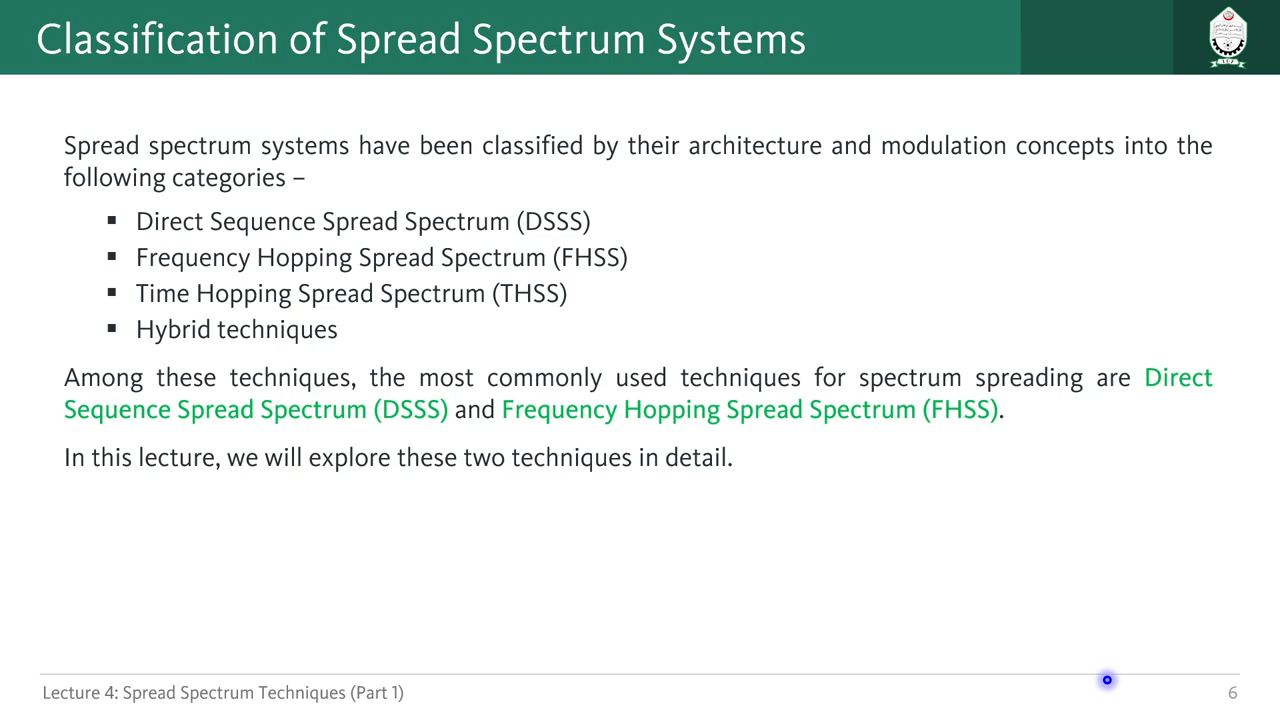 Classification of Spread Spectrum Systems
Spread spectrum systems have been classified by their architecture and modulation concepts into the
following categories –
▪ Direct Sequence Spread Spectrum (DSSS)
▪ Frequency Hopping Spread Spectrum (FHSS)
▪ Time Hopping Spread Spectrum (THSS)
▪ Hybrid techniques
Among these techniques, the most commonly used techniques for spectrum spreading are Direct
Sequence Spread Spectrum (DSSS) and Frequency Hopping Spread Spectrum (FHSS).
In this lecture, we will explore these two techniques in detail.
Lecture 4: Spread Spectrum Techniques (Part 1)
6